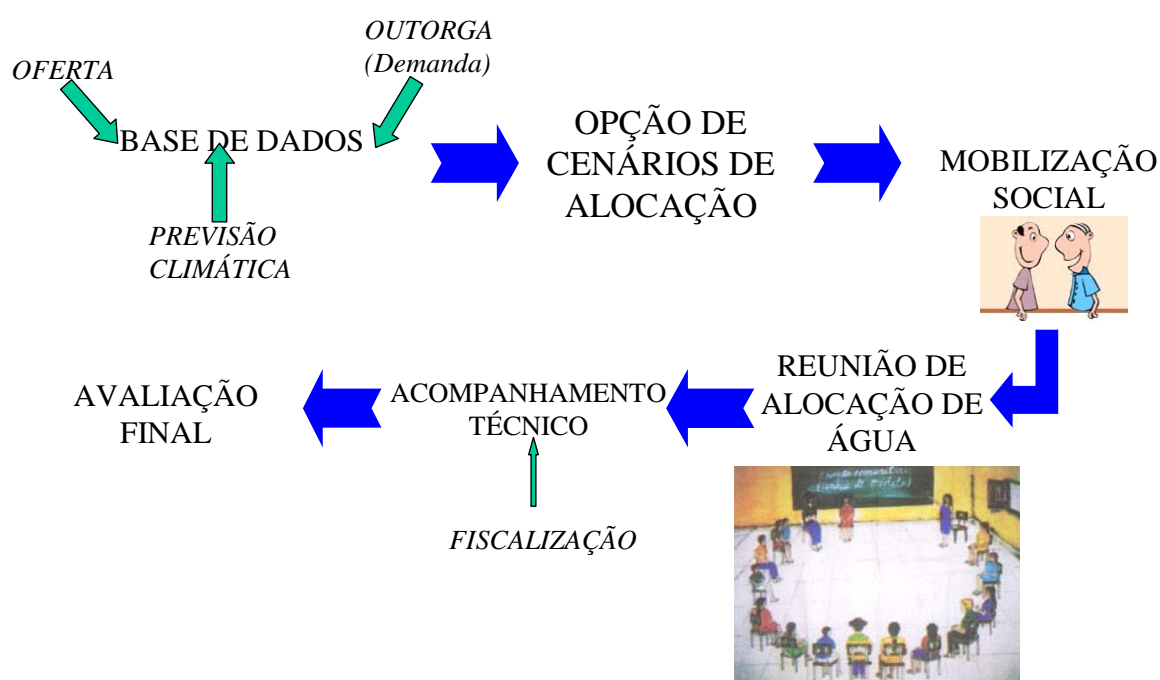 OFERTA
OUTORGA
(Demanda)
BASE DE DADOS
PREVISÃO
CLIMÁTICA
OPÇÃO DE
CENÁRIOS DE
ALOCAÇÃO
MOBILIZAÇÃO
SOCIAL
REUNIÃO DE
ALOCAÇÃO DE
ÁGUA
ACOMPANHAMENTO
TÉCNICO
FISCALIZAÇÃO
AVALIAÇÃO
FINAL